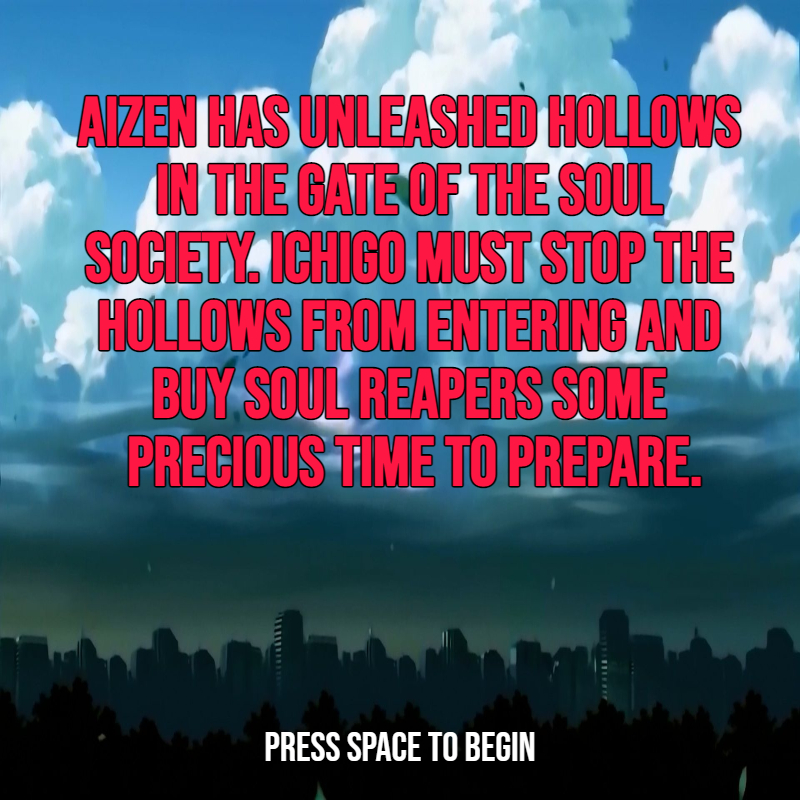 AIZEN HAS UNLEASHED HOLLOWS
IN THE GATE OF THE SOUL
SOCIETY. ICHIGO MUST STOP THE
HOLLOWS FROM ENTERING AND
BUY SOUL REAPERS SOME
PRECIOUS TIME TO PREPARE.
PRESS SPACE TO BEGIN